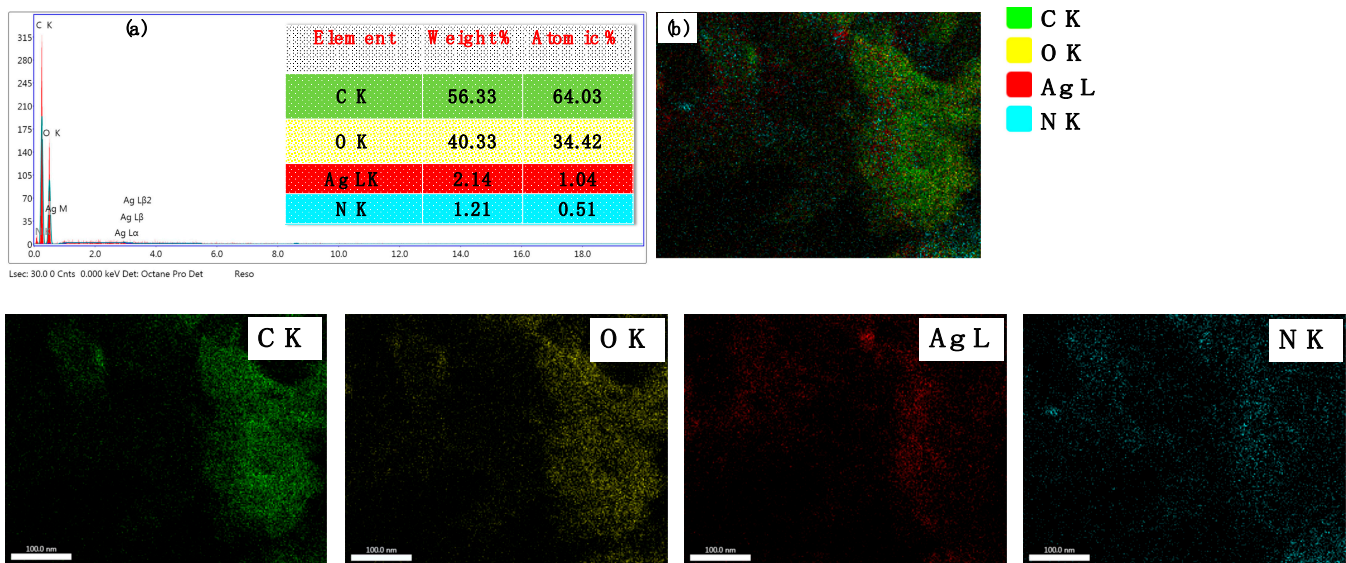 C K
(a)
315
280
245
210
175
140
105
70
35
0
O K
Ag M
N
Ag Lβ2
Ag Lβ
Ag Lα
0.0 2.0 4.0 6.0 8.0 10.0 12.0 14.0 16.0 18.0
Lsec: 30.0 0 Cnts 0.000 keV Det: Octane Pro Det Reso
Element Weight% Atomic%
C K 56.33 64.03
O K 40.33 34.42
Ag LK 2.14 1.04
N K 1.21 0.51
(b)
C K
O K
Ag L
N K
C K
100.0 nm
O K
100.0 nm
Ag L
100.0 nm
N K
100.0 nm